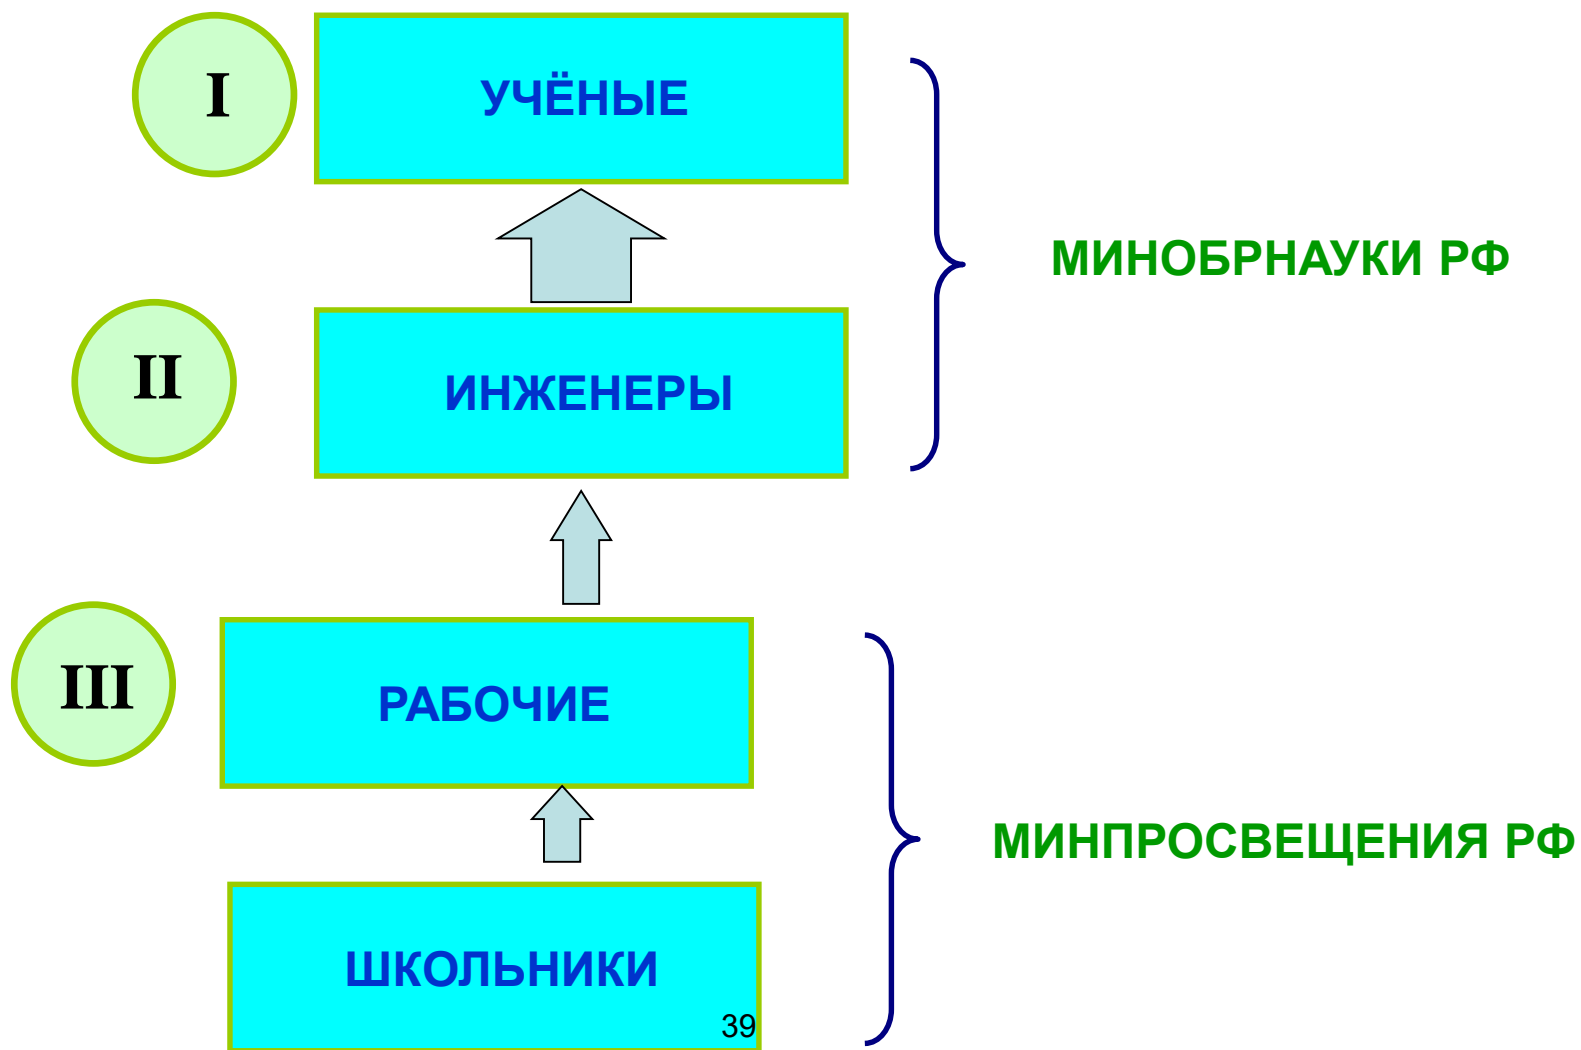 I
УЧЁНЫЕ
МИНОБРНАУКИ РФ
II
ИНЖЕНЕРЫ
III
РАБОЧИЕ
МИНПРОСВЕЩЕНИЯ РФ
ШКОЛЬНИКИ
39